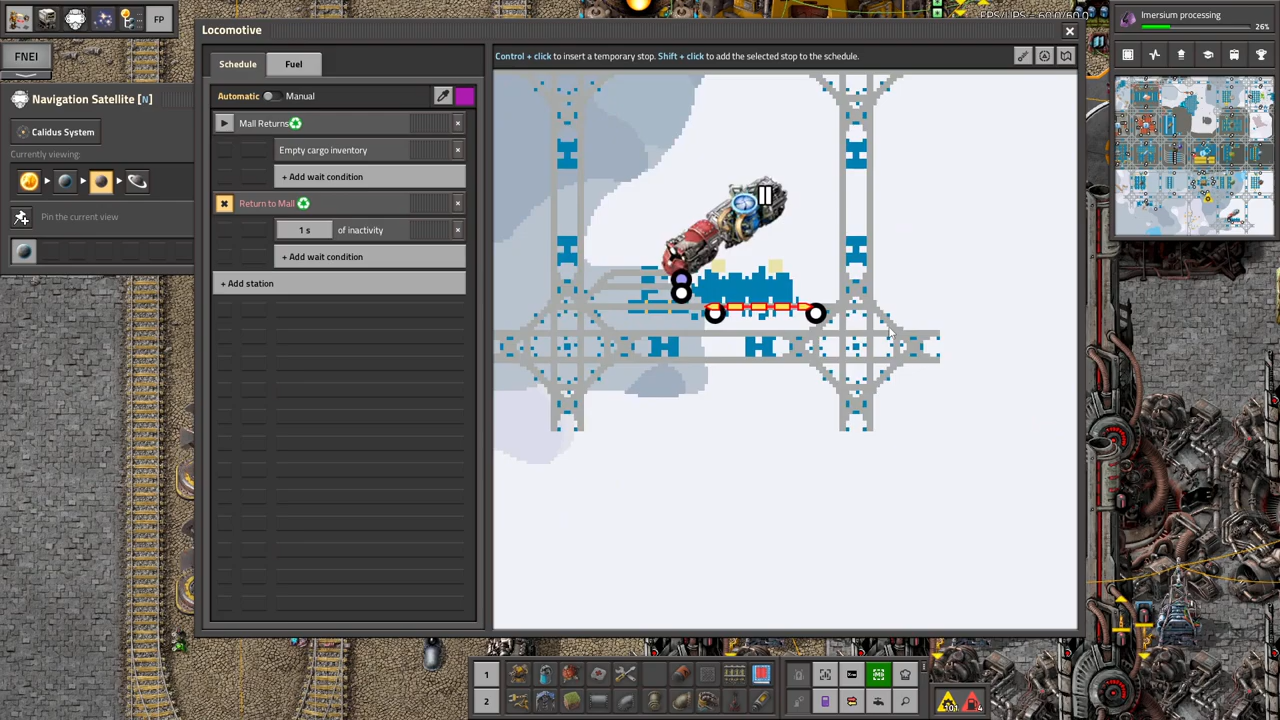 FP
FNEI
Navigation Satellite [N]
Calidus System
Currently viewing:
Pin the current view
Locomotive
Schedule
Fuel
Automatic
Manual
Mall Returns
Empty cargo inventory
+ Add wait condition
Return to Mall
1 s
of inactivity
+ Add wait condition
+ Add station
Control + click to insert a temporary stop. Shift + click to add the selected stop to the schedule.
Imersium processing
26%
1
2